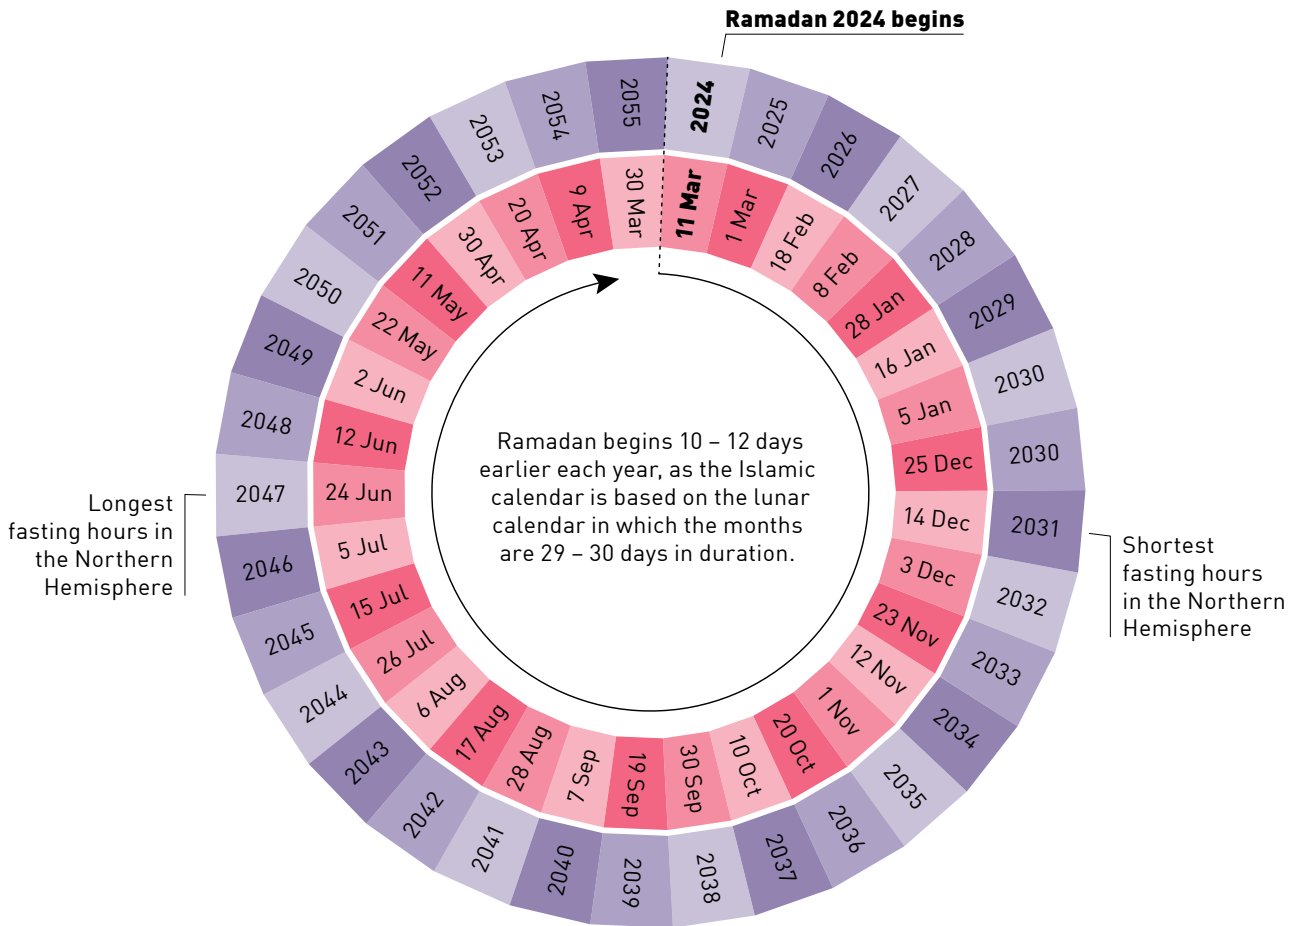 Ramadan 2024 begins
2024
2025
2026
2027
2028
2029
2030
2030
2031
2032
2033
2034
2035
2036
2037
2038
2039
2040
2041
2042
2043
2044
2045
2046
2047
2048
2049
2050
2051
2052
2053
2054
2055
11 Mar
1 Mar
18 Feb
8 Feb
28 Jan
16 Jan
5 Jan
25 Dec
14 Dec
3 Dec
23 Nov
12 Nov
1 Nov
20 Oct
10 Oct
30 Sep
19 Sep
7 Sep
28 Aug
17 Aug
6 Aug
26 Jul
15 Jul
5 Jul
24 Jun
12 Jun
2 Jun
22 May
11 May
30 Apr
20 Apr
9 Apr
30 Mar
Ramadan begins 10 – 12 days
earlier each year, as the Islamic
calendar is based on the lunar
calendar in which the months
are 29 – 30 days in duration.
Longest
fasting hours in
the Northern
Hemisphere
Shortest
fasting hours
in the Northern
Hemisphere